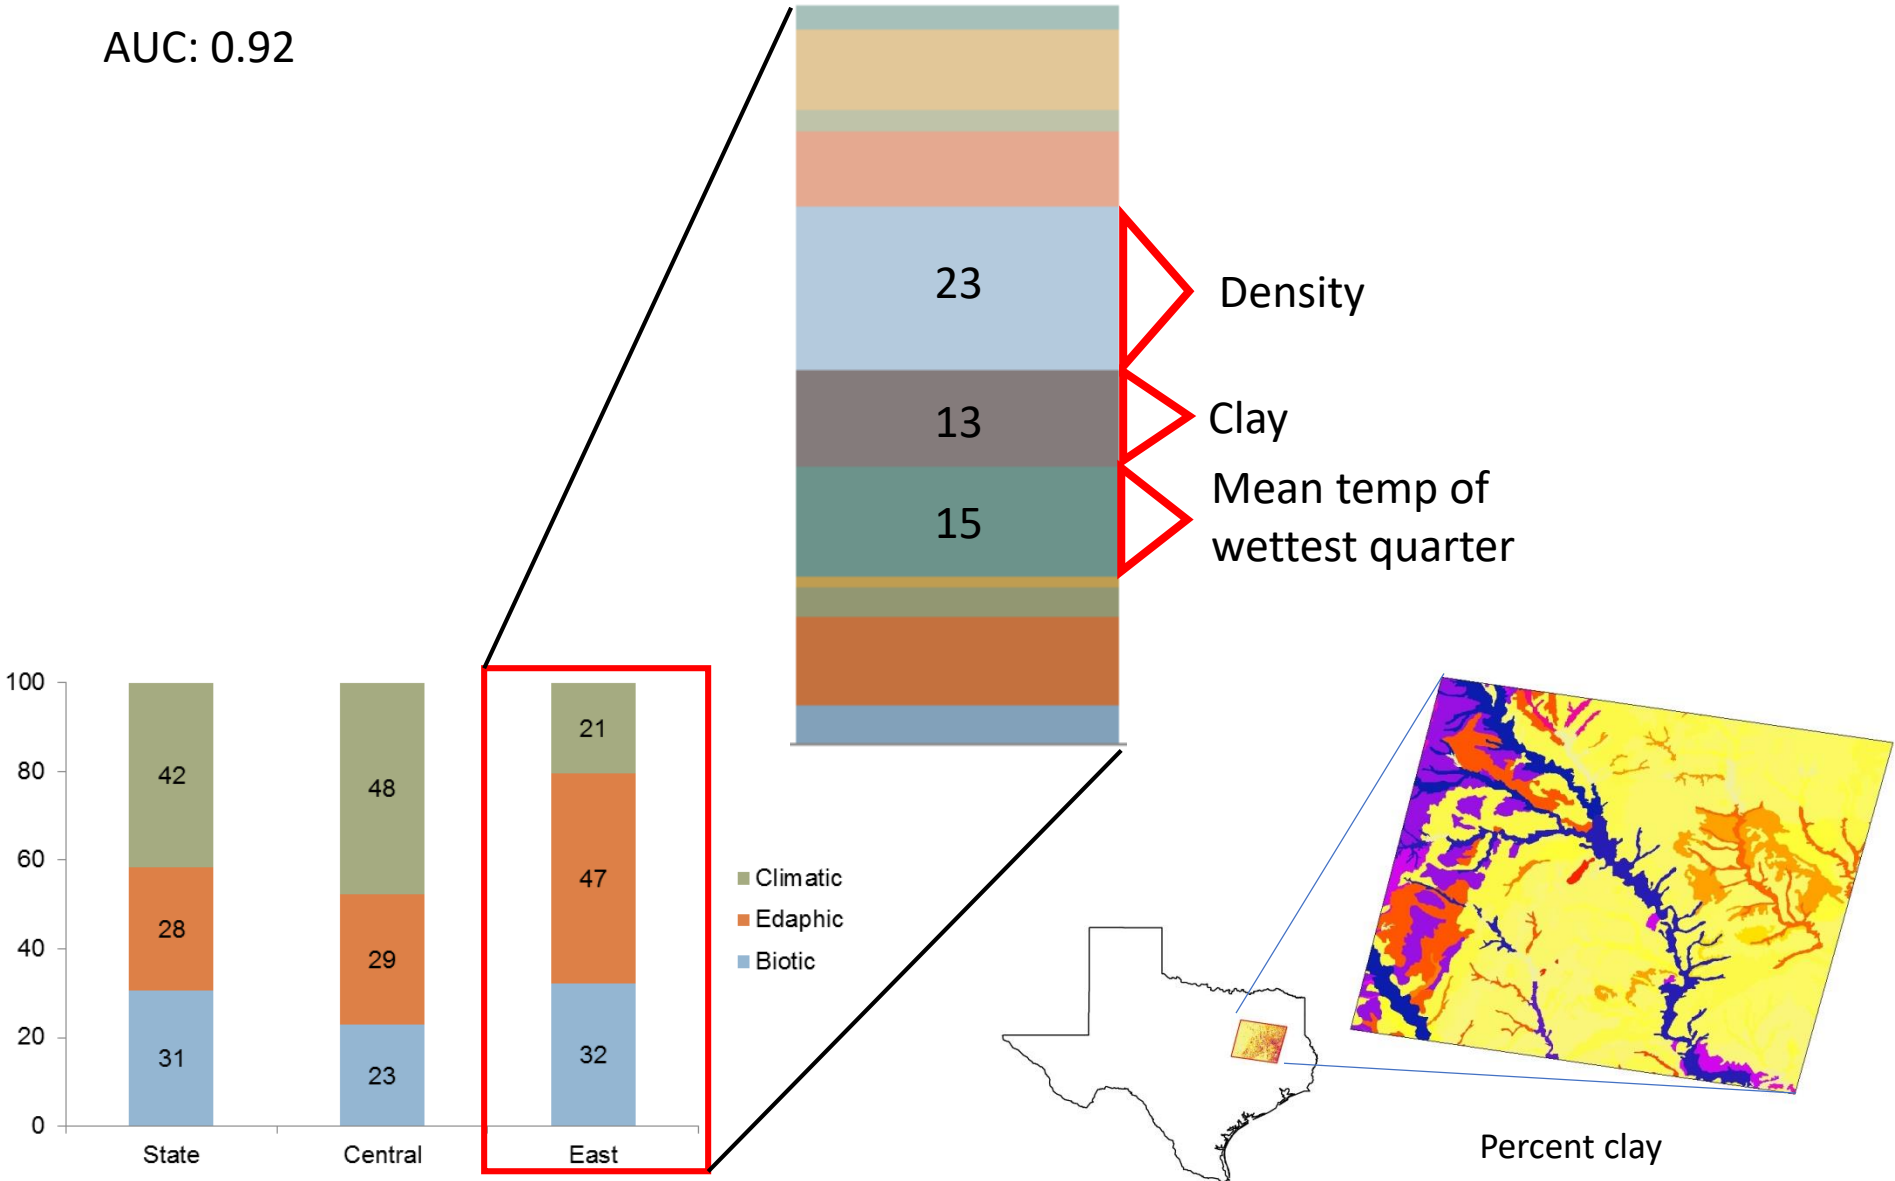 AUC: 0.92
23
Density
13
Clay
15
Mean temp of
wettest quarter
100
80
60
40
20
0
42
28
31
48
29
23
21
47
32
State
Central
East
Climatic
Edaphic
Biotic
Percent clay